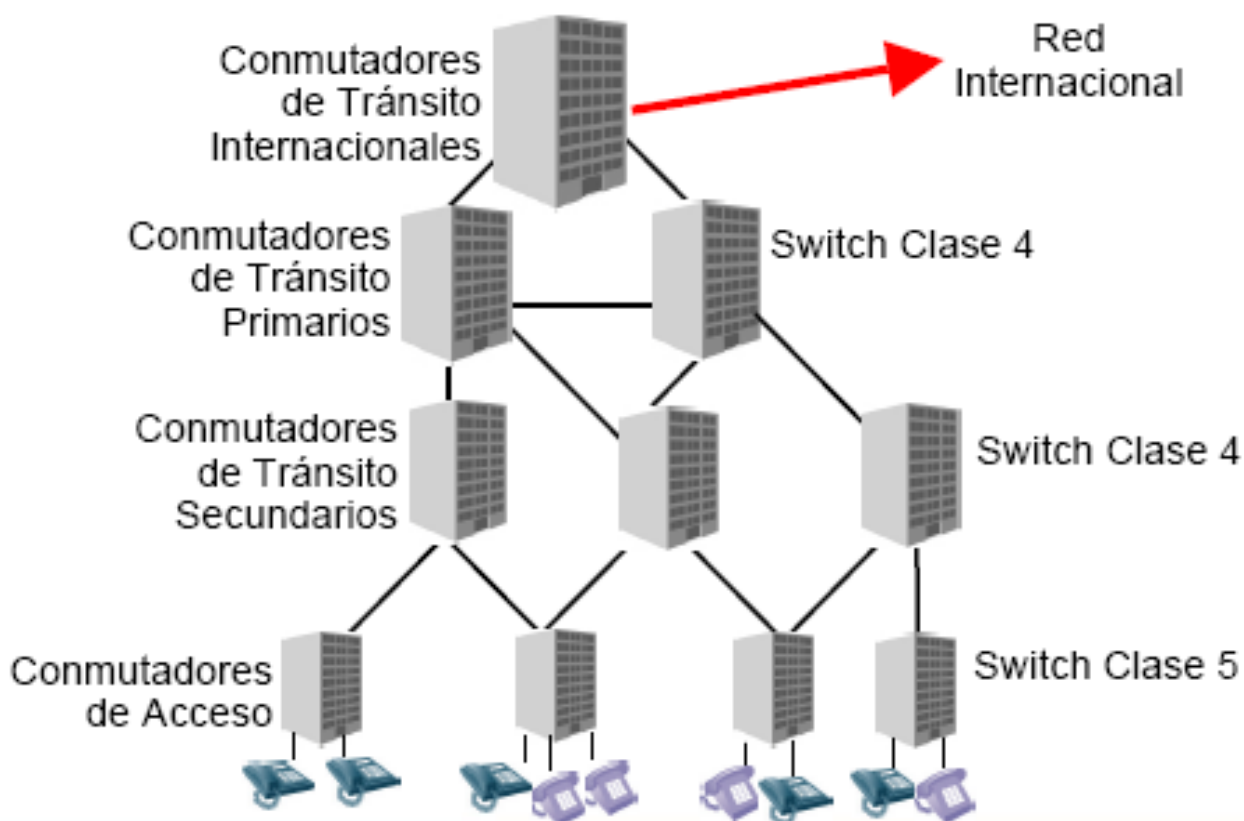 Conmutadores
de Tránsito
Internacionales
Red
Internacional
Conmutadores
de Tránsito
Primarios
Switch Clase 4
Conmutadores
de Tránsito
Secundarios
Switch Clase 4
Conmutadores
de Acceso
Switch Clase 5